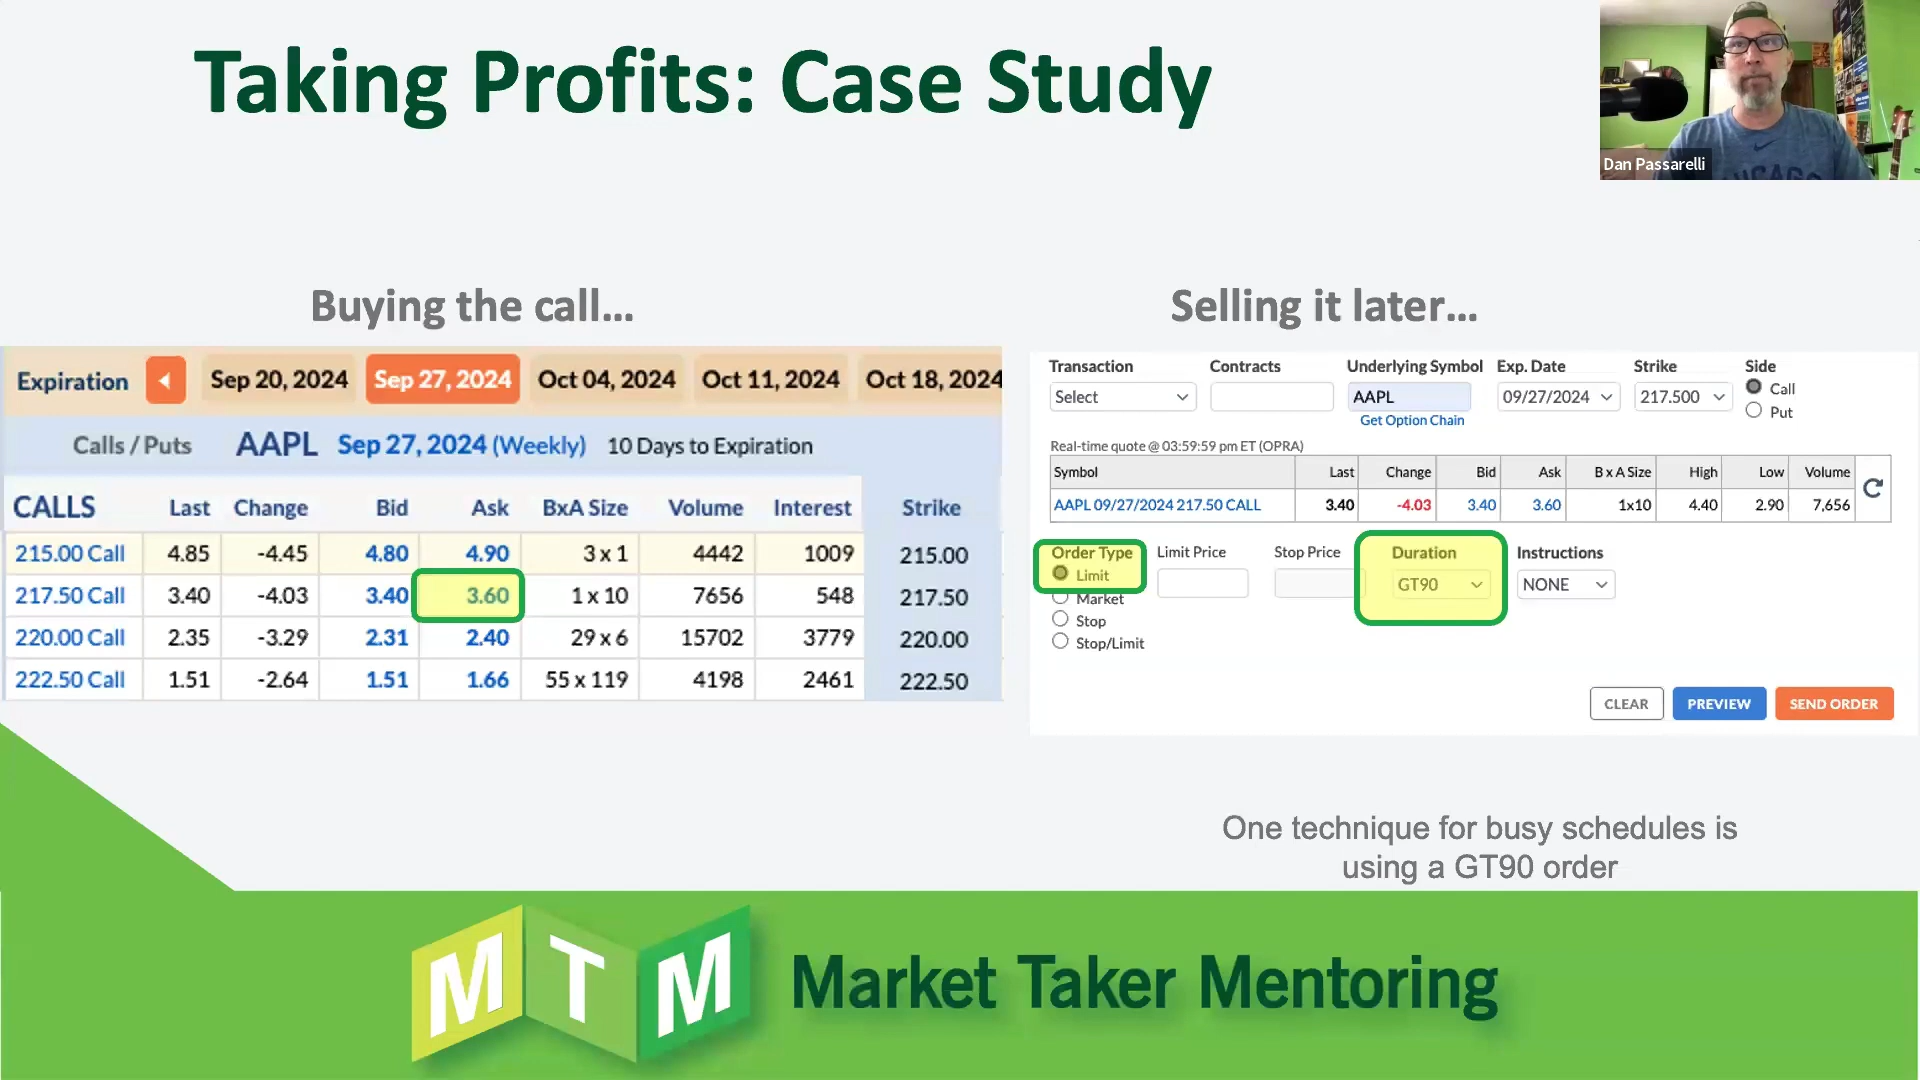 Taking Profits: Case Study
Dan Passarelli
CHICAGO
Buying the call...
Selling it later...
Expiration Sep 20, 2024 Sep 27, 2024 Oct 04, 2024 Oct 11, 2024 Oct 18, 2024
Calls / Puts AAPL Sep 27, 2024 (Weekly) 10 Days to Expiration
CALLS Last Change Bid Ask BxA Size Volume Interest Strike
215.00 Call 4.85 -4.45 4.80 4.90 3 x 1 4442 1009 215.00
217.50 Call 3.40 -4.03 3.40 3.60 1 x 10 7656 548 217.50
220.00 Call 2.35 -3.29 2.31 2.40 29 x 6 15702 3779 220.00
222.50 Call 1.51 -2.64 1.51 1.66 55 x 119 4198 2461 222.50
Transaction Contracts Underlying Symbol Exp. Date Strike Side
Select AAPL 09/27/2024 217.500 Call
Get Option Chain Put
Real-time quote @ 03:59:59 pm ET (OPRA)
Symbol Last Change Bid Ask B x A Size High Low Volume
AAPL 09/27/2024 217.50 CALL 3.40 -4.03 3.40 3.60 1x10 4.40 2.90 7,656
Order Type Limit Price Stop Price Duration Instructions
Limit GT90 NONE
Market
Stop
Stop/Limit
CLEAR PREVIEW SEND ORDER
One technique for busy schedules is
using a GT90 order
MTM Market Taker Mentoring